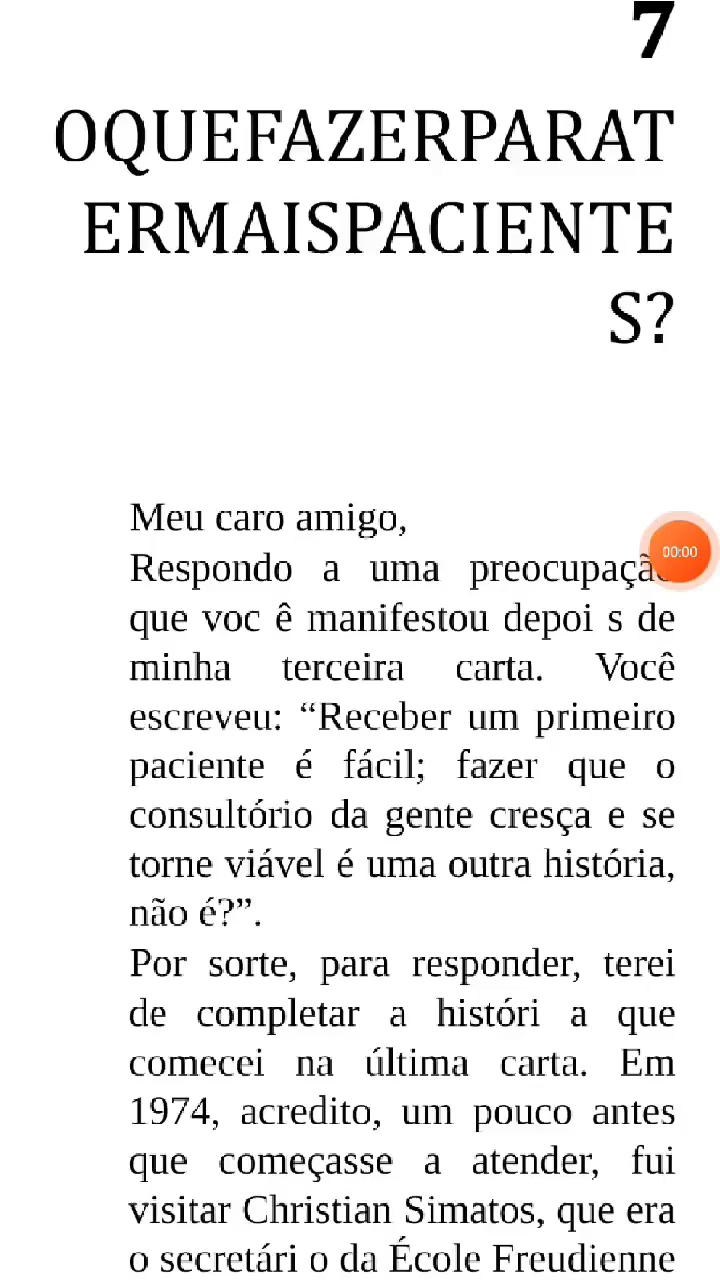 7
OQUEFAZERPARAT
ERMAISPACIENTE
S?
Meu caro amigo,
Respondo a uma preocupação
que voc ê manifestou depoi s de
minha terceira carta. Você
escreveu: “Receber um primeiro
paciente é fácil; fazer que o
consultório da gente cresça e se
torne viável é uma outra história,
não é?”.
Por sorte, para responder, terei
de completar a históri a que
comecei na última carta. Em
1974, acredito, um pouco antes
que começasse a atender, fui
visitar Christian Simatos, que era
o secretári o da École Freudienne
00:00